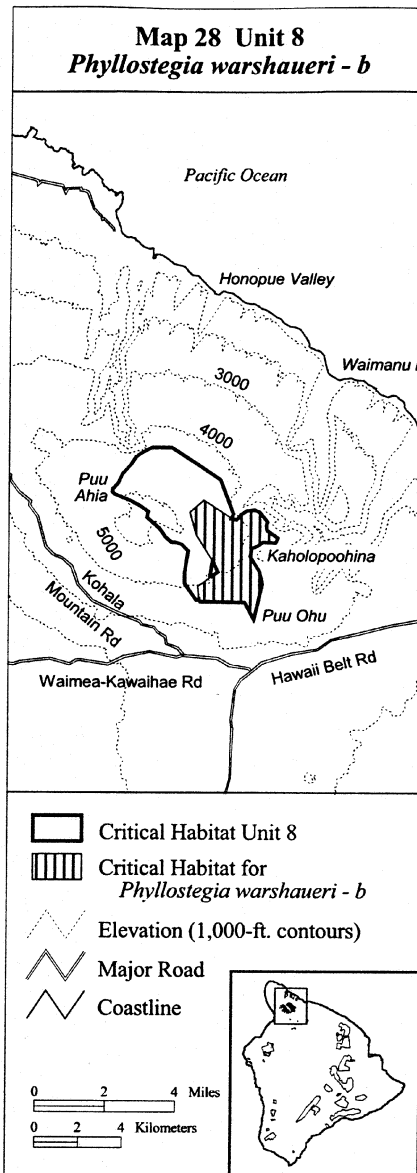 Map 28 Unit 8
Phyllostegia warshaueri - b
Pacific Ocean
Honopue Valley
Waimanu
3000
4000
Puu
Ahia
5000
Kaholopoohina
Kohala
Mountain Rd
Puu Ohu
Hawaii Belt Rd
Waimea-Kawaihae Rd
Critical Habitat Unit 8
Critical Habitat for
Phyllostegia warshaueri - b
Elevation (1,000-ft. contours)
Major Road
Coastline
0 2 4 Miles
0 2 4 Kilometers